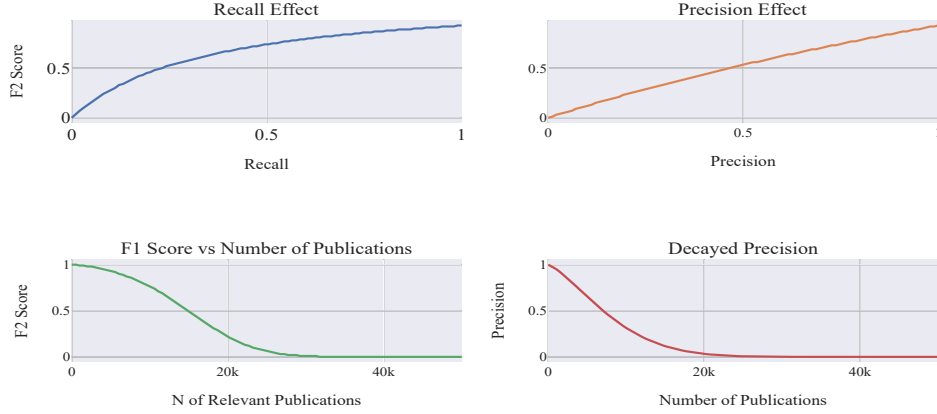 Recall Effect
F2 Score
0.5
0
0
0.5
1
Recall
Precision Effect
0.5
0
0
0.5
Precision
F1 Score vs Number of Publications
F2 Score
1
0.5
0
0
20k
40k
N of Relevant Publications
Decayed Precision
Precision
1
0.5
0
0
20k
40k
Number of Publications